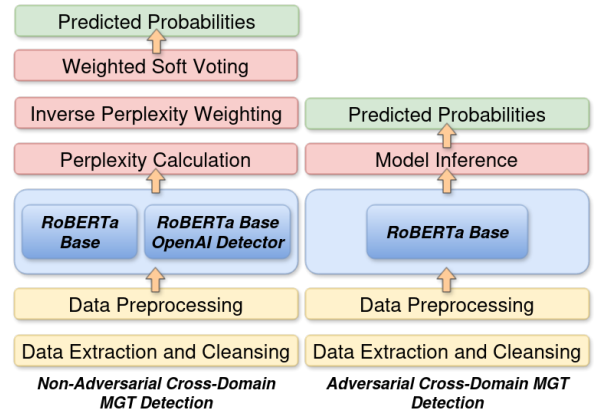 Predicted Probabilities
Weighted Soft Voting
Inverse Perplexity Weighting
Perplexity Calculation
RoBERTa
Base
RoBERTa Base
OpenAI Detector
Data Preprocessing
Data Extraction and Cleansing
Non-Adversarial Cross-Domain
MGT Detection
Predicted Probabilities
Model Inference
RoBERTa Base
Data Preprocessing
Data Extraction and Cleansing
Adversarial Cross-Domain MGT
Detection